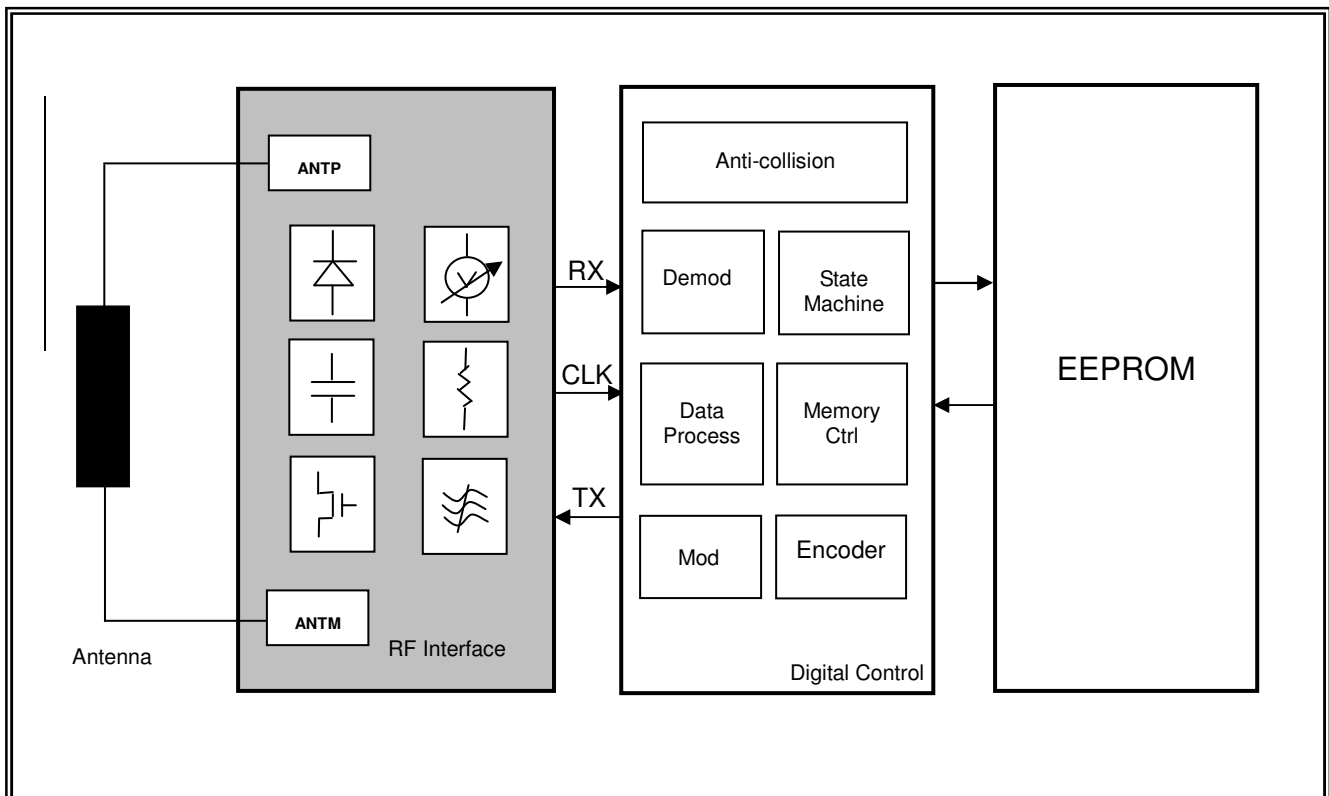 ANTP
Anti-collision
RX
Demod
State
Machine
V
CLK
EEPROM
Data
Process
Memory
Ctrl
TX
Mod
Encoder
ANTM
RF Interface
Antenna
Digital Control